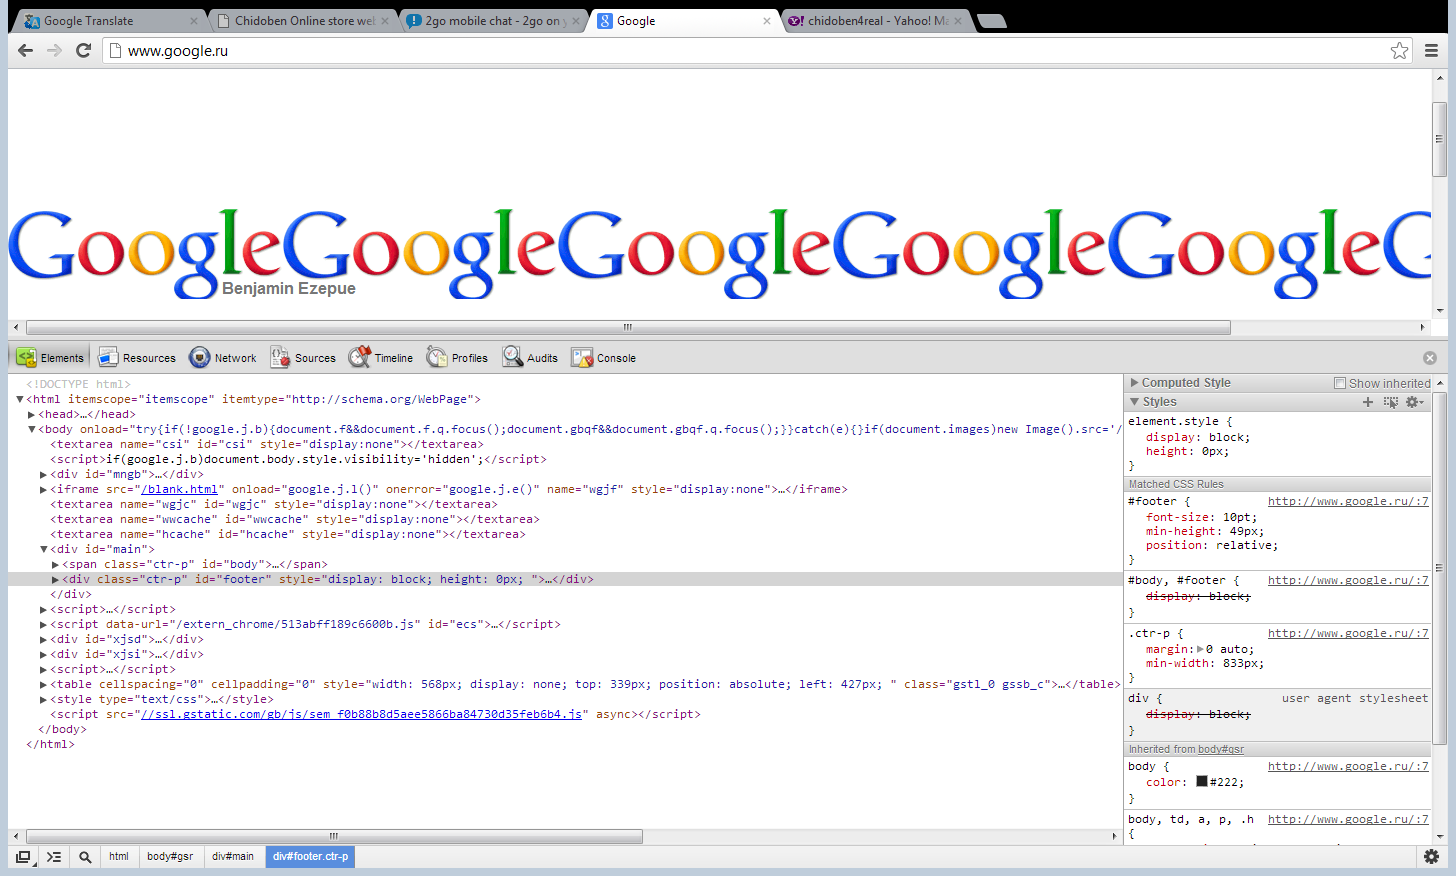 Google Translate
Chidoben Online store web
2go mobile chat - 2go on y
Google
chidoben4real - Yahoo! Ma
www.google.ru
GoogleGoogleGoogleGoogleGoogleG
Benjamin Ezepue
Elements Resources Network Sources Timeline Profiles Audits Console
<!DOCTYPE html>
<html itemscope="itemscope" itemtype="http://schema.org/WebPage">
<head>…</head>
<body onload="try{if(!google.j.b){document.f&&document.f.q.focus();document.gbqf&&document.gbqf.q.focus();}}catch(e){}if(document.images)new Image().src='/
<textarea name="csi" id="csi" style="display:none"></textarea>
<script>if(google.j.b)document.body.style.visibility='hidden';</script>
<div id="mngb">…</div>
<iframe src="/blank.html" onload="google.j.l()" onerror="google.j.e()" name="wgjf" style="display:none">…</iframe>
<textarea name="wgjc" id="wgjc" style="display:none"></textarea>
<textarea name="wwcache" id="wwcache" style="display:none"></textarea>
<textarea name="hcache" id="hcache" style="display:none"></textarea>
<div id="main">
<span class="ctr-p" id="body">…</span>
<div class="ctr-p" id="footer" style="display: block; height: 0px; ">…</div>
</div>
<script>…</script>
<script data-url="/extern_chrome/513abff189c6600b.js" id="ecs">…</script>
<div id="xjsd">…</div>
<div id="xjsi">…</div>
<script>…</script>
<table cellspacing="0" cellpadding="0" style="width: 568px; display: none; top: 339px; position: absolute; left: 427px; " class="gstl_0 gssb_c">…</table>
<style type="text/css">…</style>
<script src="//ssl.gstatic.com/gb/js/sem_f0b88b8d5aee5866ba84730d35feb6b4.js" async></script>
</body>
</html>
Computed Style Show inherited
Styles
element.style {
display: block;
height: 0px;
}
Matched CSS Rules
#footer { http://www.google.ru/:7
font-size: 10pt;
min-height: 49px;
position: relative;
}
#body, #footer { http://www.google.ru/:7
display: block;
}
.ctr-p { http://www.google.ru/:7
margin: 0 auto;
min-width: 833px;
}
div { user agent stylesheet
display: block;
}
Inherited from body#gsr
body { http://www.google.ru/:7
color: #222;
}
body, td, a, p, .h http://www.google.ru/:7
{
html body#gsr div#main div#footer.ctr-p